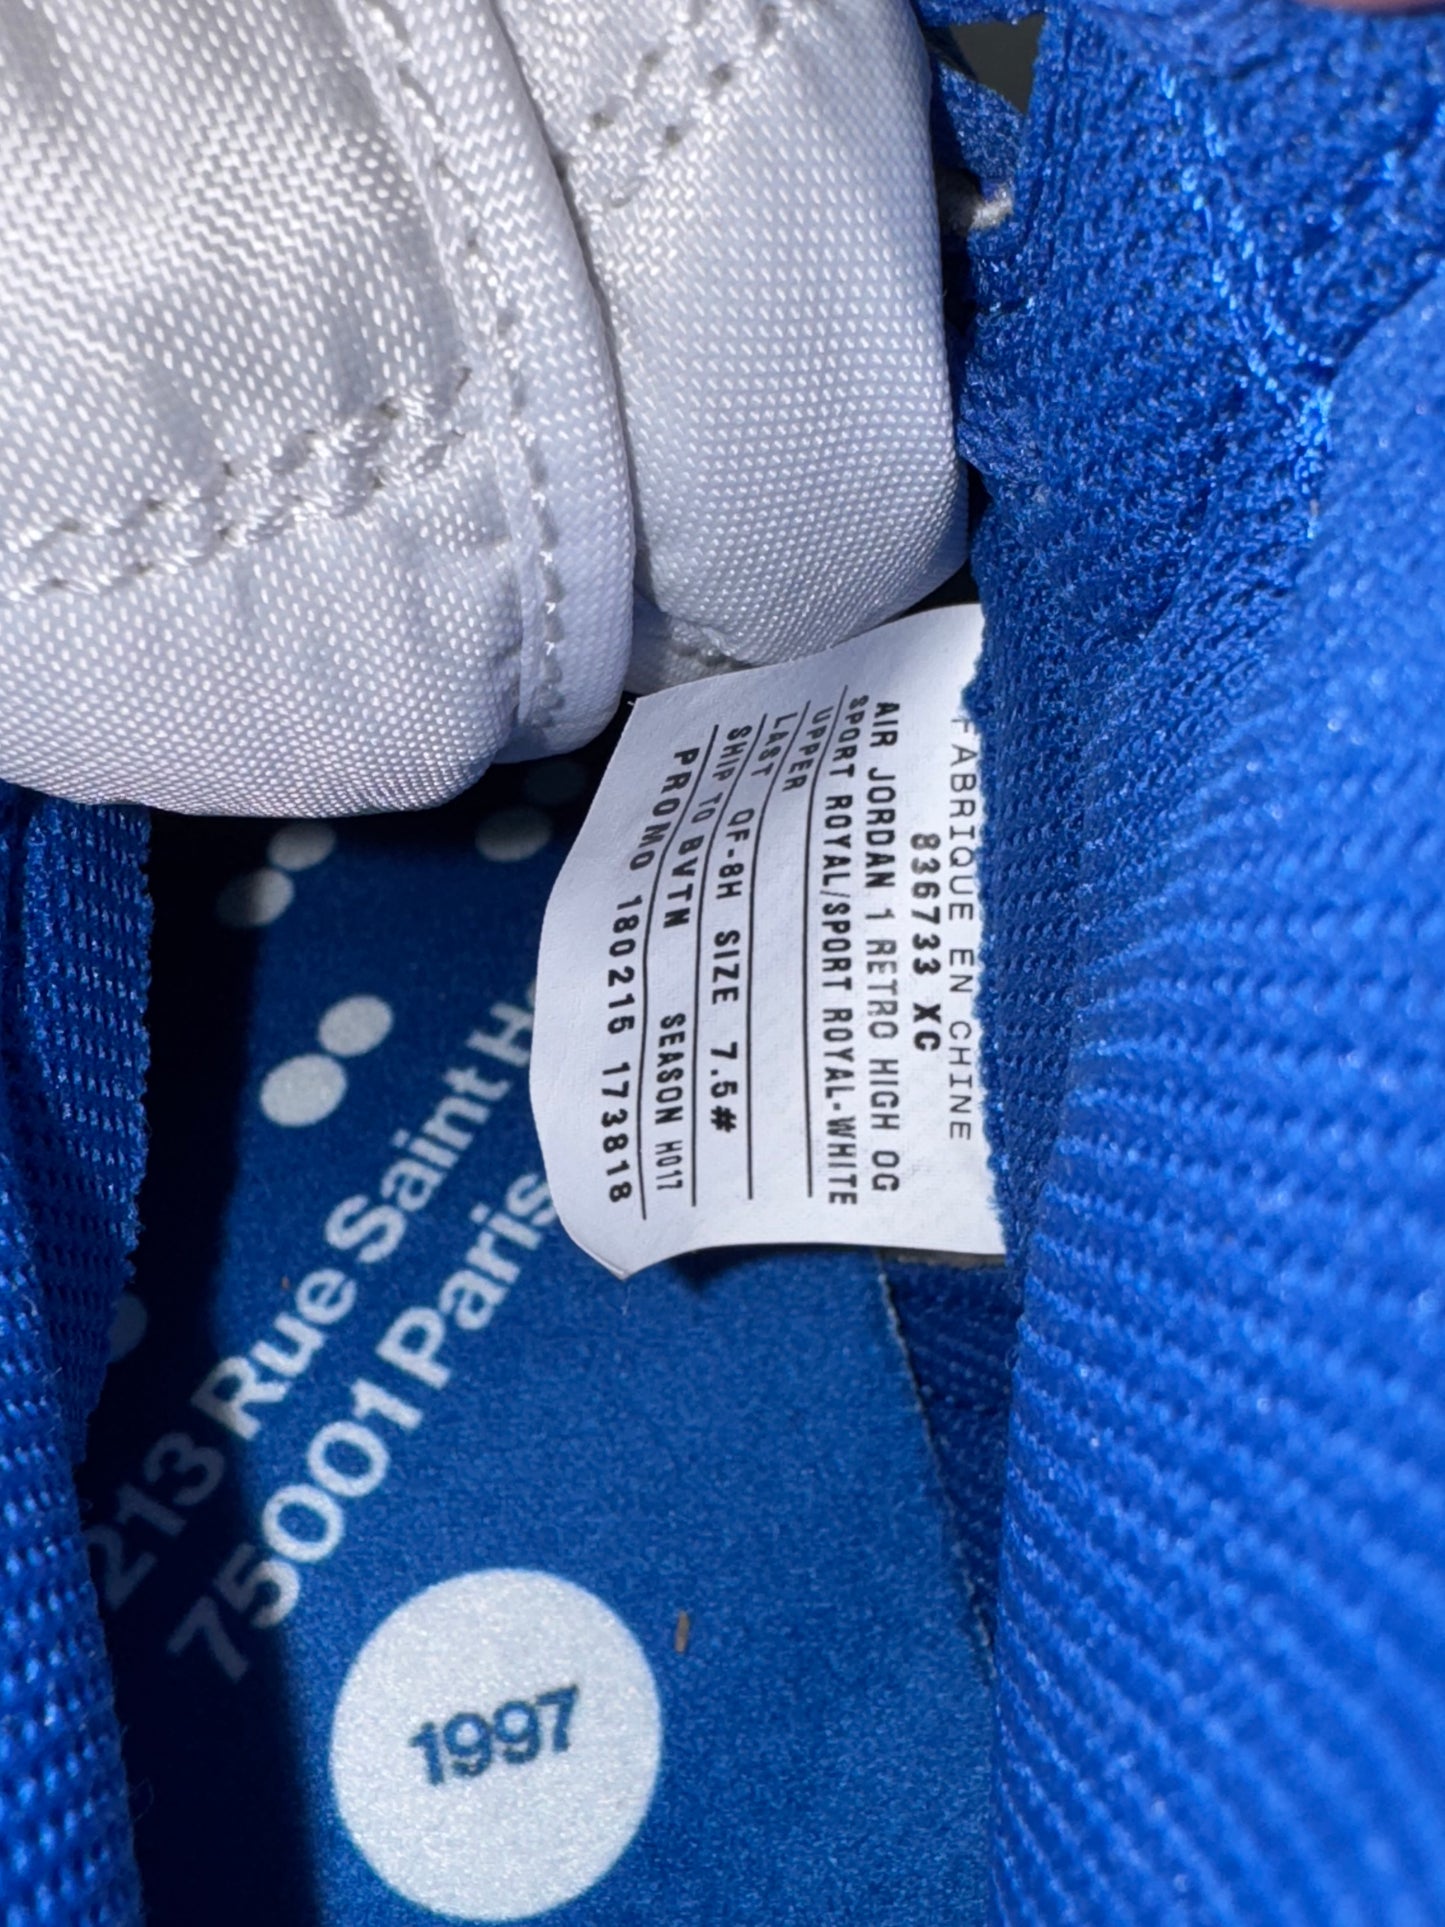 FABRIQUE EN CHINE
836733 XC
AIR JORDAN 1 RETRO HIGH OG
SPORT ROYAL/SPORT ROYAL-WHITE
UPPER
LAST QF-8H SIZE 7.5#
SHIP TO BVTN SEASON HO17
PROMO 180215 173818
213 Rue Saint H
75001 Paris
1997